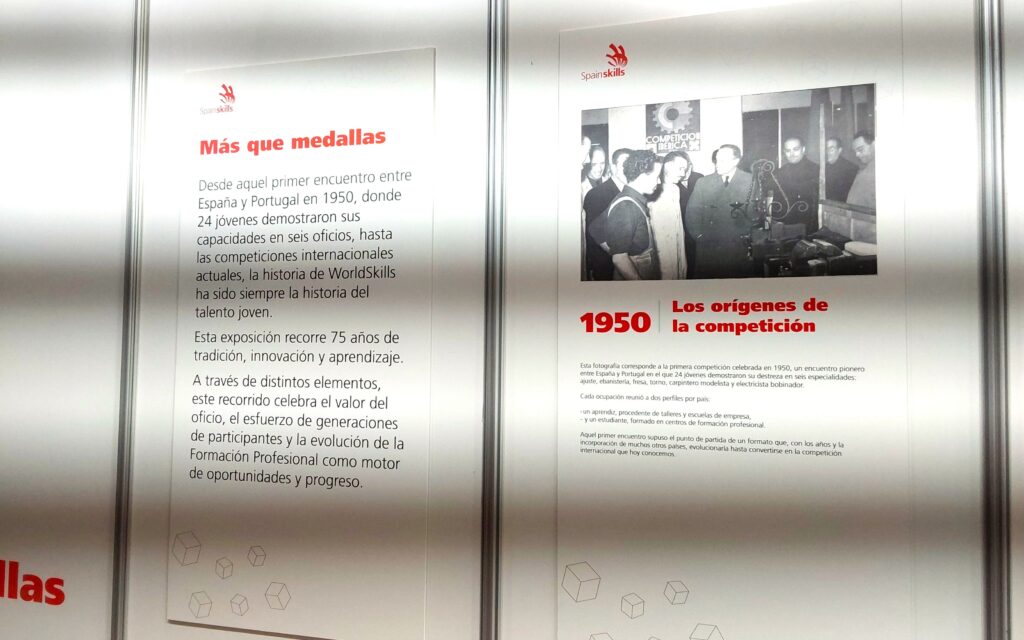 Spainskills
Más que medallas
Desde aquel primer encuentro entre
España y Portugal en 1950, donde
24 jóvenes demostraron sus
capacidades en seis oficios, hasta
las competiciones internacionales
actuales, la historia de WorldSkills
ha sido siempre la historia del
talento joven.
Esta exposición recorre 75 años de
tradición, innovación y aprendizaje.
A través de distintos elementos,
este recorrido celebra el valor del
oficio, el esfuerzo de generaciones
de participantes y la evolución de la
Formación Profesional como motor
de oportunidades y progreso.
llas
Spainskills
COMPETICION
IBERICA
1950
Los orígenes de
la competición
Esta fotografía corresponde a la primera competición celebrada en 1950, un encuentro pionero
entre España y Portugal en el que 24 jóvenes demostraron su destreza en seis especialidades:
ajuste, ebanistería, fresa, torno, carpintero modelista y electricista bobinador.
Cada ocupación reunió a dos perfiles por país:
- un aprendiz, procedente de talleres y escuelas de empresa,
- y un estudiante, formado en centros de formación profesional.
Aquel primer encuentro supuso el punto de partida de un formato que, con los años y la
incorporación de muchos otros países, evolucionaría hasta convertirse en la competición
internacional que hoy conocemos.